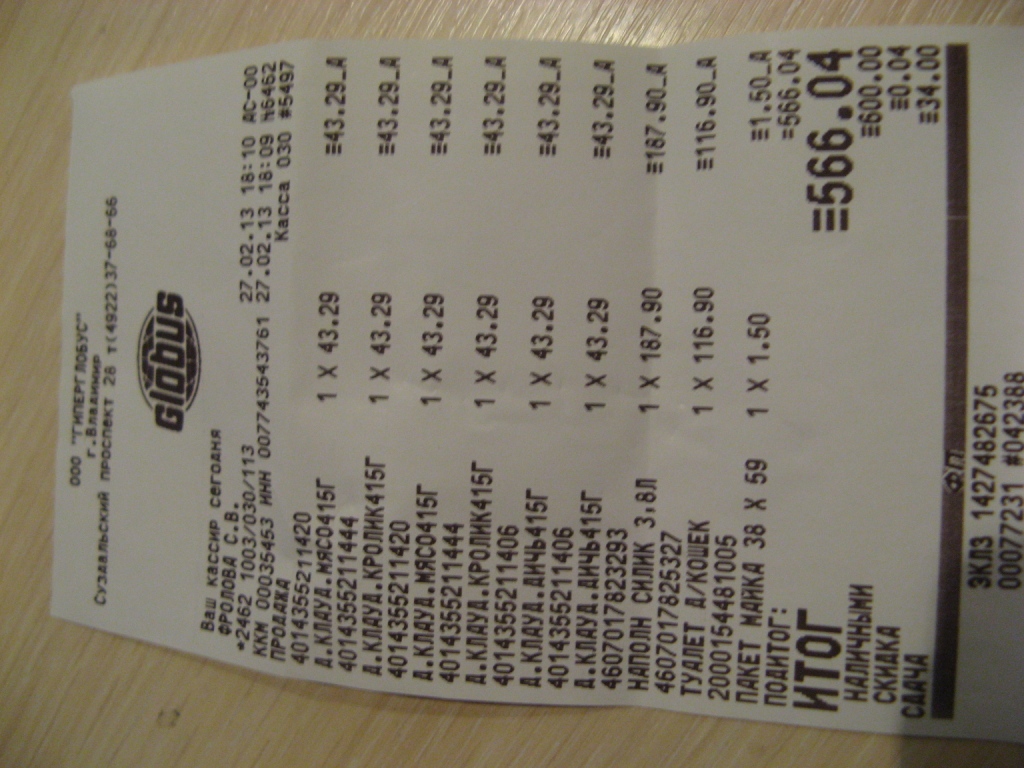 ООО "ГИПЕРГЛОБУС"
г.Владимир
Суздальский проспект 28 т(4922)37-68-66
Globus
Ваш кассир сегодня
ФРОЛОВА С.В.
*2462 1003/030/113 27.02.13 18:10 АС-00
ККМ 00035453 ИНН 007743543761 27.02.13 18:09 №6462
ПРОДАЖА Касса 030 #5497
4014355211420
Д.КЛАУД.МЯСО415Г 1 X 43.29 ≡43.29_А
4014355211444
Д.КЛАУД.КРОЛИК415Г 1 X 43.29 ≡43.29_А
4014355211420
Д.КЛАУД.МЯСО415Г 1 X 43.29 ≡43.29_А
4014355211444
Д.КЛАУД.КРОЛИК415Г 1 X 43.29 ≡43.29_А
4014355211406
Д.КЛАУД.ДИЧЬ415Г 1 X 43.29 ≡43.29_А
4014355211406
Д.КЛАУД.ДИЧЬ415Г 1 X 43.29 ≡43.29_А
4607017823293
НАПОЛН СИЛИК 3,8Л 1 X 187.90 ≡187.90_А
4607017825327
ТУАЛЕТ Д/КОШЕК 1 X 116.90 ≡116.90_А
2000154481005
ПАКЕТ МАЙКА 38 X 59 1 X 1.50 ≡1.50_А
ПОДИТОГ: ≡566.04
ИТОГ ≡566.04
НАЛИЧНЫМИ ≡600.00
СКИДКА ≡0.04
СДАЧА ≡34.00
ФП
ЭКЛЗ 1427482675
00077231 #042388